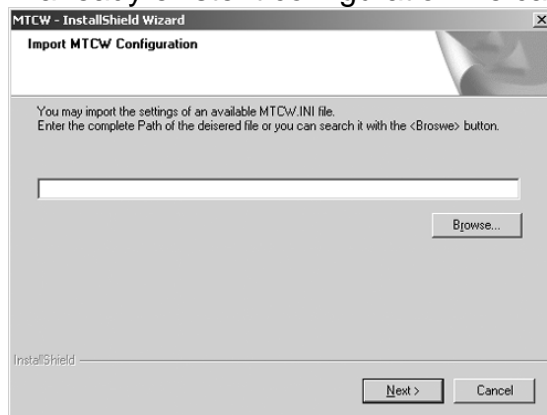 MTCW - InstallShield Wizard
Import MTCW Configuration
You may import the settings of an available MTCW.INI file.
Enter the complete Path of the deisered file or you can search it with the <Broswe> button.
Browse...
InstallShield
Next >
Cancel